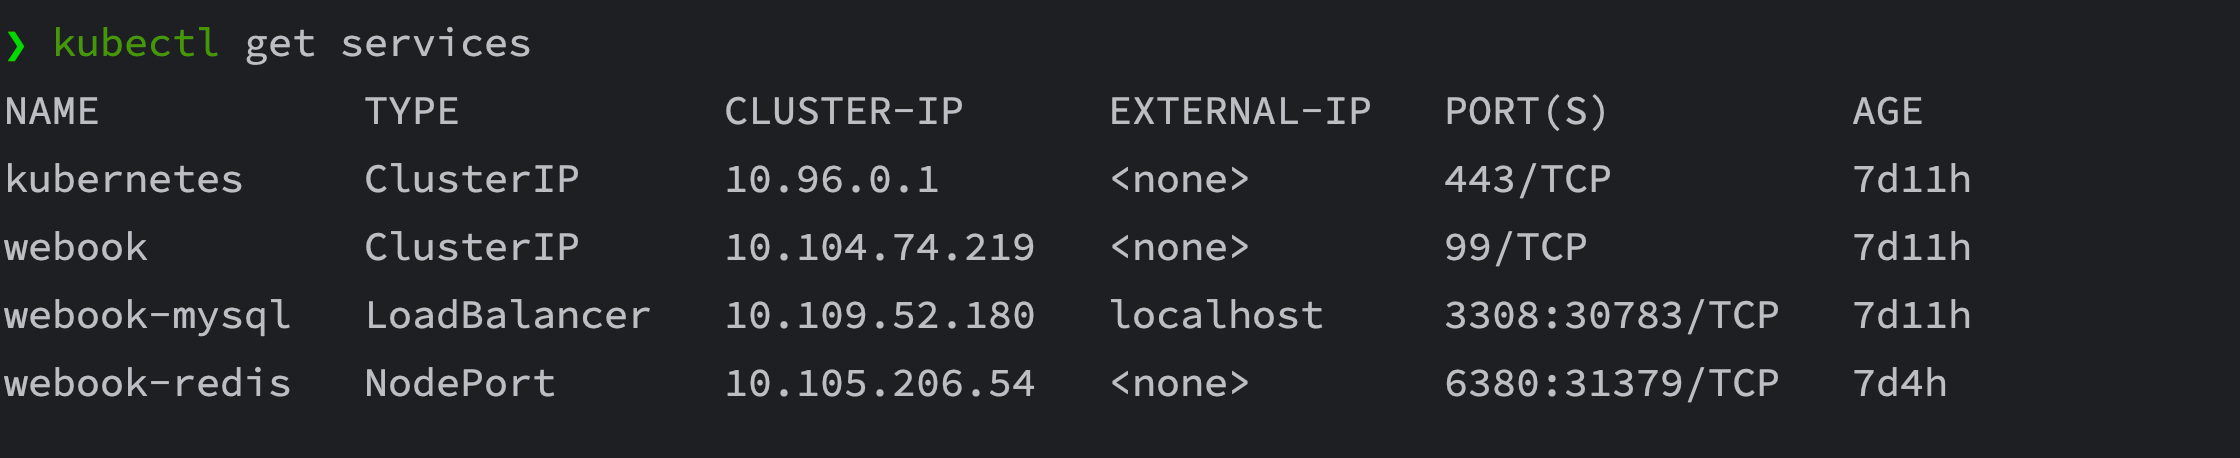 ❯ kubectl get services
NAME TYPE CLUSTER-IP EXTERNAL-IP PORT(S) AGE
kubernetes ClusterIP 10.96.0.1 <none> 443/TCP 7d11h
webook ClusterIP 10.104.74.219 <none> 99/TCP 7d11h
webook-mysql LoadBalancer 10.109.52.180 localhost 3308:30783/TCP 7d11h
webook-redis NodePort 10.105.206.54 <none> 6380:31379/TCP 7d4h